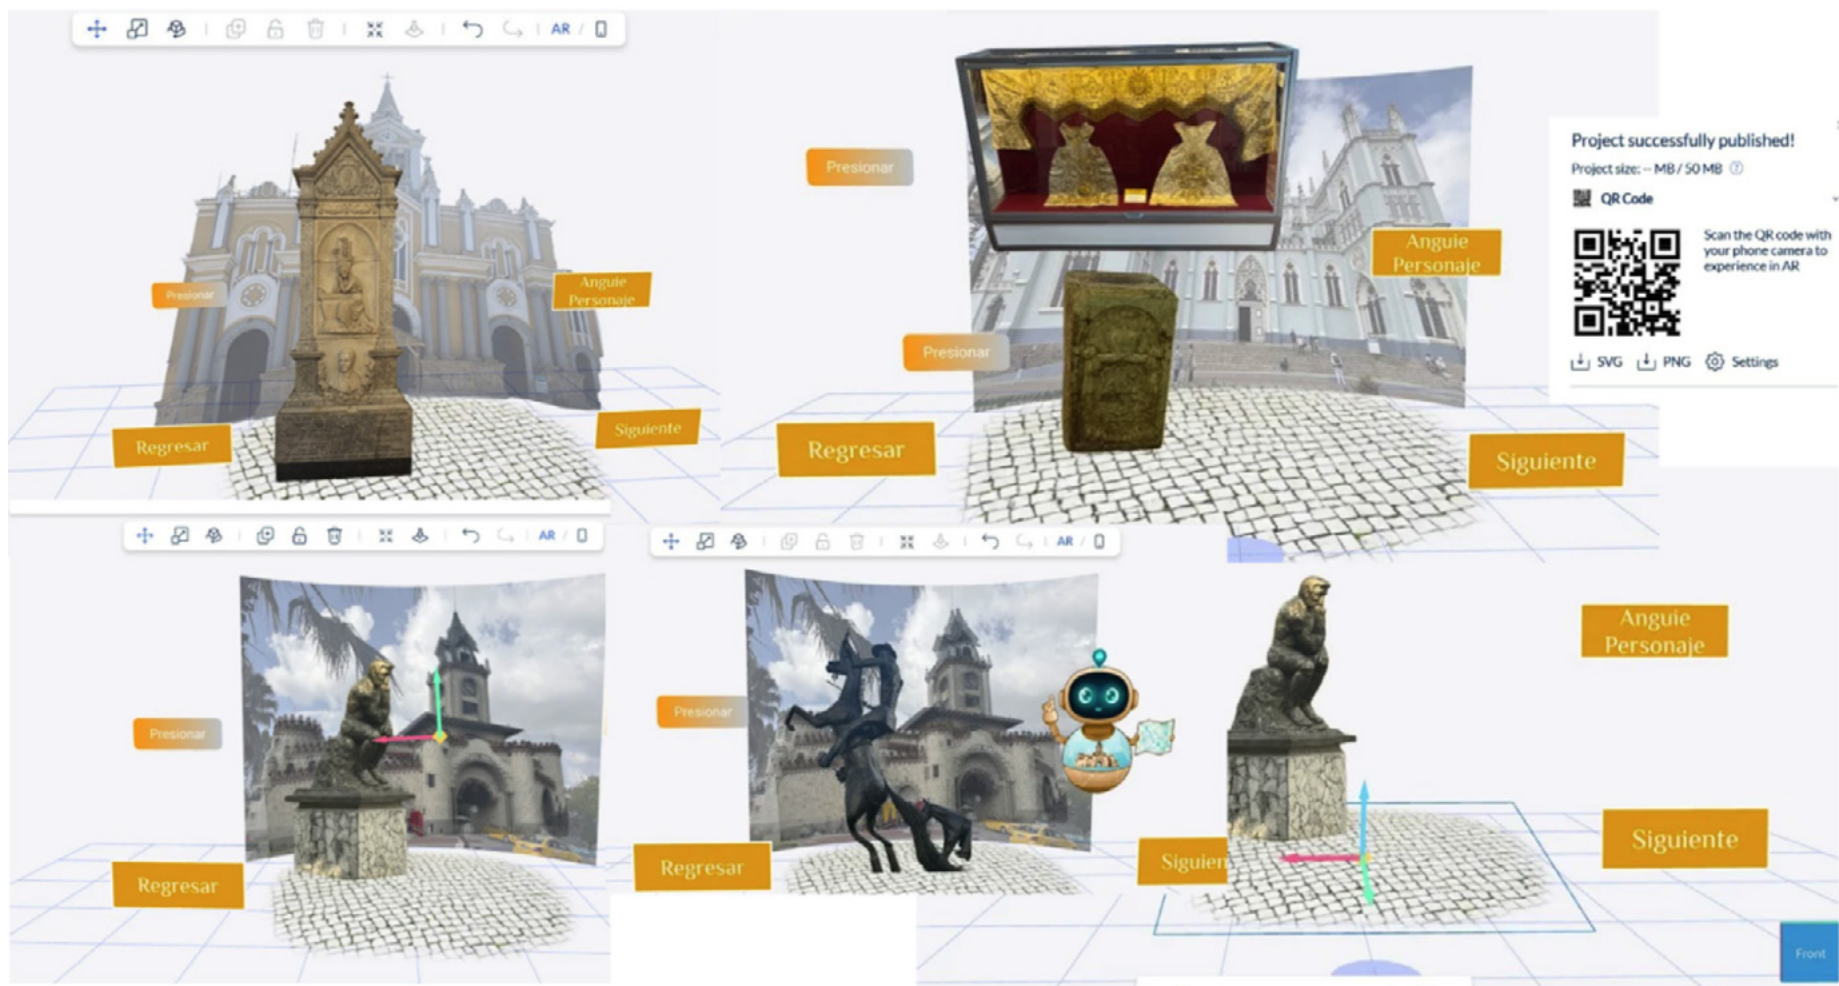 AR /
Presionar
Anguie
Personaje
Regresar
Siguiente
Presionar
Anguie
Personaje
Presionar
Regresar
Siguiente
Project successfully published!
Project size: -- MB / 50 MB ?
QR Code
Scan the QR code with
your phone camera to
experience in AR
SVG PNG Settings
AR /
Presionar
Regresar
AR /
Presionar
Regresar
Siguien
Anguie
Personaje
Siguiente
Front